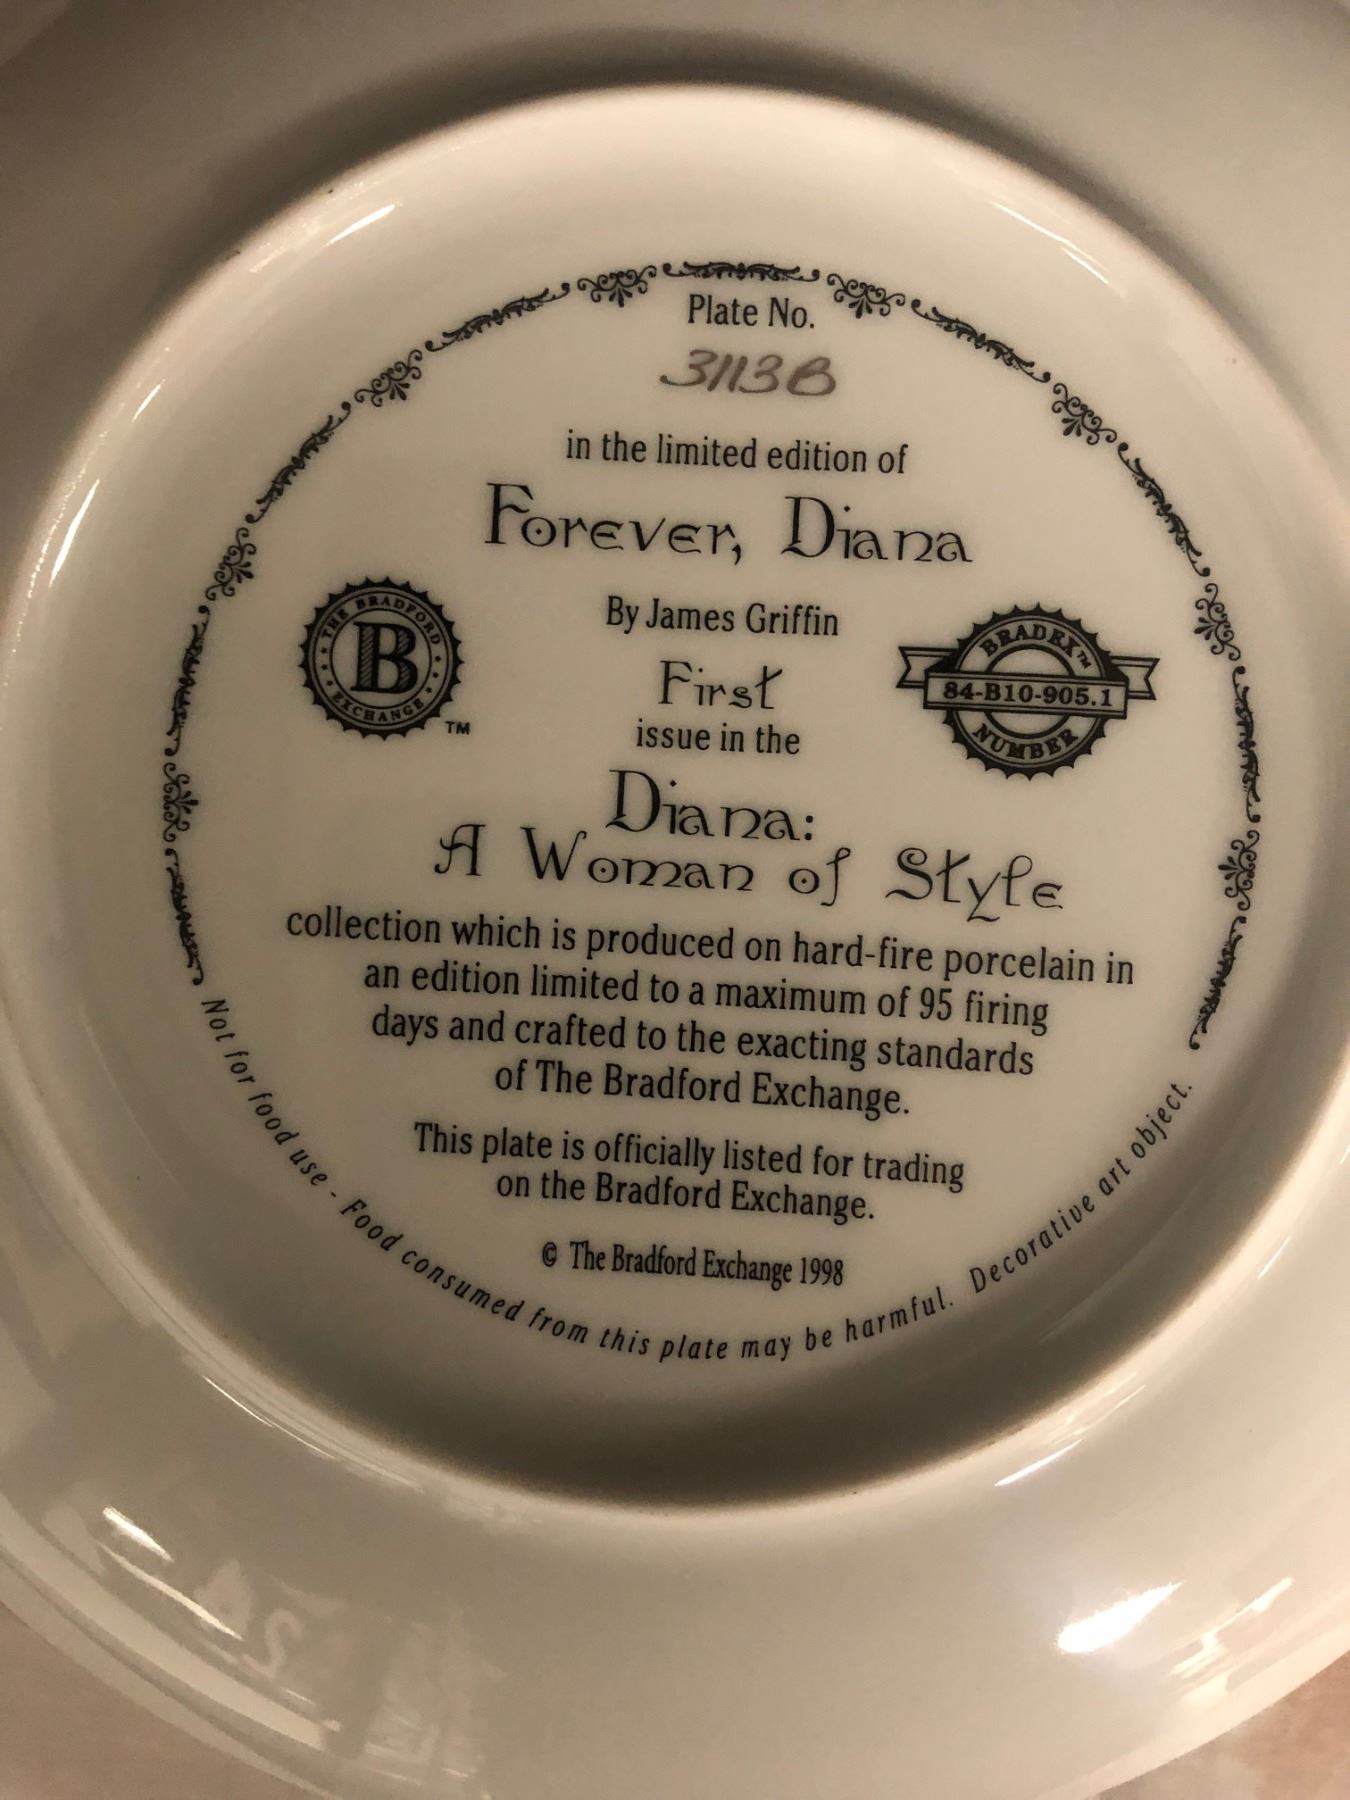 Plate No.
3113B
in the limited edition of
Forever, Diana
By James Griffin
THE BRADFORD
B
EXCHANGE
TM
First
issue in the
BRADEX™
84-B10-905.1
NUMBER
Diana:
A Woman of Style
collection which is produced on hard-fire porcelain in
an edition limited to a maximum of 95 firing
days and crafted to the exacting standards
of The Bradford Exchange.
This plate is officially listed for trading
on the Bradford Exchange.
© The Bradford Exchange 1998
Not for food use - Food consumed from this plate may be harmful. Decorative art object.